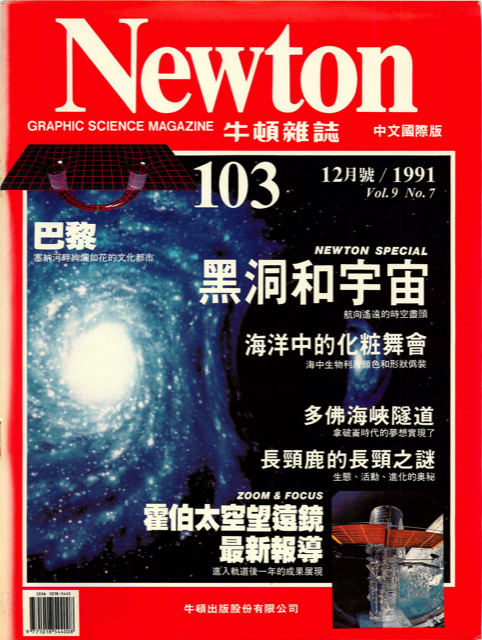 Newton
GRAPHIC SCIENCE MAGAZINE 牛頓雜誌 中文國際版
103
12月號 / 1991
Vol.9 No.7
巴黎
塞納河畔絢爛如花的文化都市
NEWTON SPECIAL
黑洞和宇宙
航向遙遠的時空盡頭
海洋中的化粧舞會
海中生物利用顏色和形狀偽裝
多佛海峽隧道
拿破崙時代的夢想實現了
長頸鹿的長頸之謎
生態、活動、進化的奧秘
ZOOM & FOCUS
霍伯太空望遠鏡
最新報導
進入軌道後一年的成果展現
ISSN 1018-5445
9 771018 544008
牛頓出版股份有限公司